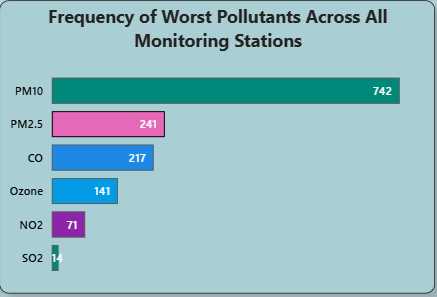 Frequency of Worst Pollutants Across All
Monitoring Stations
PM10 742
PM2.5 241
CO 217
Ozone 141
NO2 71
SO2 14